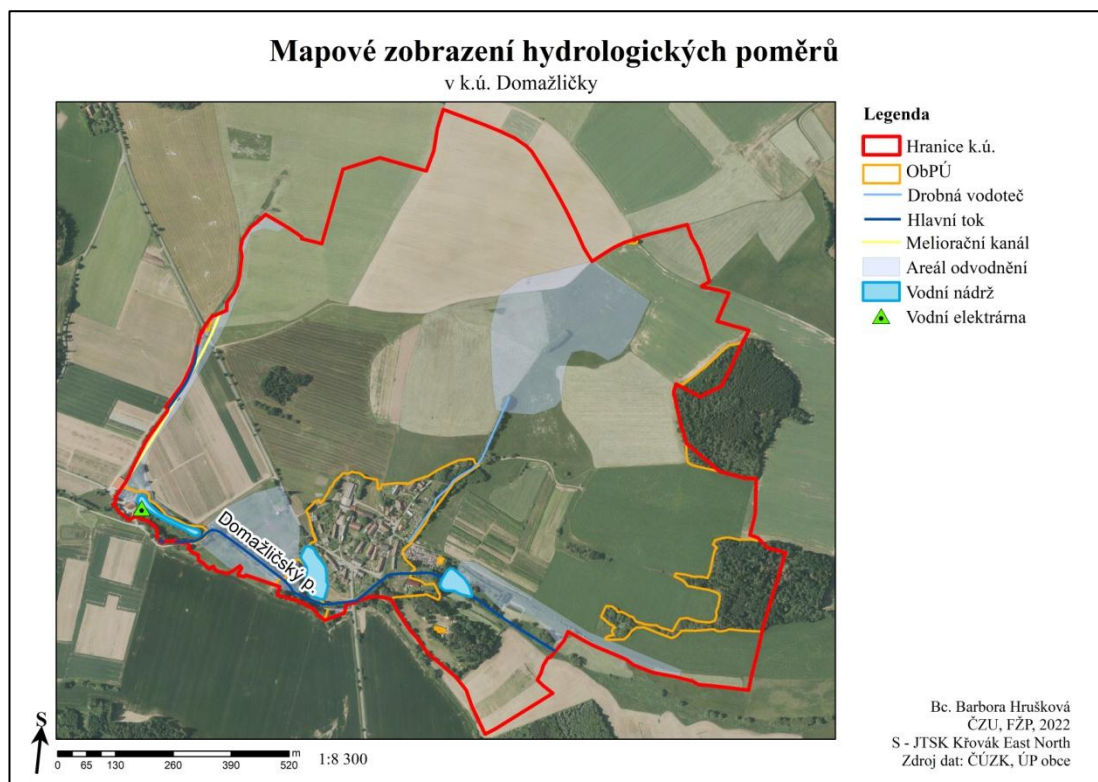 Mapové zobrazení hydrologických poměrů
v k.ú. Domažličky
Legenda
Hranice k.ú.
ObPÚ
Drobná vodoteč
Hlavní tok
Meliorační kanál
Areál odvodnění
Vodní nádrž
Vodní elektrárna
Domažličský p.
S
m
0 65 130 260 390 520
1:8 300
Bc. Barbora Hrušková
ČZU, FŽP, 2022
S - JTSK Křovák East North
Zdroj dat: ČÚZK, ÚP obce